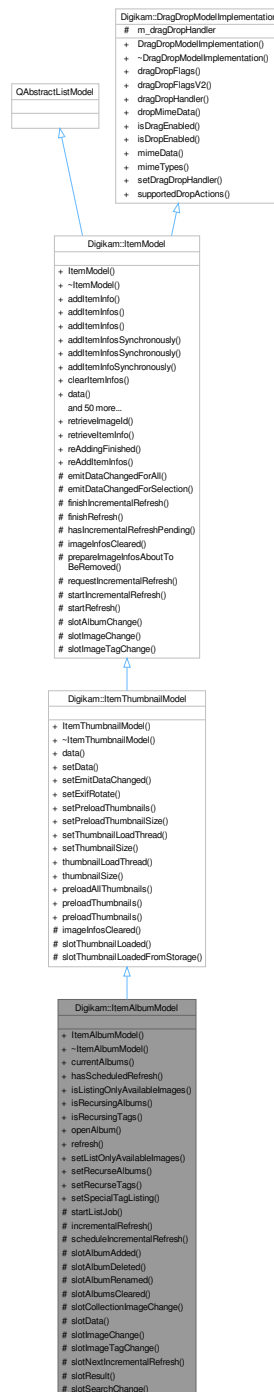 Digikam::DragDropModelImplementation
# m_dragDropHandler
+ DragDropModelImplementation()
+ ~DragDropModelImplementation()
+ dragDropFlags()
+ dragDropFlagsV2()
+ dragDropHandler()
+ dropMimeData()
+ isDragEnabled()
+ isDropEnabled()
+ mimeData()
+ mimeTypes()
+ setDragDropHandler()
+ supportedDropActions()
QAbstractListModel
Digikam::ItemModel
+ ItemModel()
+ ~ItemModel()
+ addItemInfo()
+ addItemInfos()
+ addItemInfos()
+ addItemInfosSynchronously()
+ addItemInfosSynchronously()
+ addItemInfoSynchronously()
+ clearItemInfos()
+ data()
and 50 more...
+ retrieveImageId()
+ retrieveItemInfo()
+ reAddingFinished()
+ reAddItemInfos()
# emitDataChangedForAll()
# emitDataChangedForSelection()
# finishIncrementalRefresh()
# finishRefresh()
# hasIncrementalRefreshPending()
# imageInfosCleared()
# prepareImageInfosAboutTo
BeRemoved()
# requestIncrementalRefresh()
# startIncrementalRefresh()
# startRefresh()
# slotAlbumChange()
# slotImageChange()
# slotImageTagChange()
Digikam::ItemThumbnailModel
+ ItemThumbnailModel()
+ ~ItemThumbnailModel()
+ data()
+ setData()
+ setEmitDataChanged()
+ setExifRotate()
+ setPreloadThumbnails()
+ setPreloadThumbnailSize()
+ setThumbnailLoadThread()
+ setThumbnailSize()
+ thumbnailLoadThread()
+ thumbnailSize()
+ preloadAllThumbnails()
+ preloadThumbnails()
+ preloadThumbnails()
# imageInfosCleared()
# slotThumbnailLoaded()
# slotThumbnailLoadedFromStorage()
Digikam::ItemAlbumModel
+ ItemAlbumModel()
+ ~ItemAlbumModel()
+ currentAlbums()
+ hasScheduledRefresh()
+ isListingOnlyAvailableImages()
+ isRecursingAlbums()
+ isRecursingTags()
+ openAlbum()
+ refresh()
+ setListOnlyAvailableImages()
+ setRecurseAlbums()
+ setRecurseTags()
+ setSpecialTagListing()
# startListJob()
# incrementalRefresh()
# scheduleIncrementalRefresh()
# slotAlbumAdded()
# slotAlbumDeleted()
# slotAlbumRenamed()
# slotAlbumsCleared()
# slotCollectionImageChange()
# slotData()
# slotImageChange()
# slotImageTagChange()
# slotNextIncrementalRefresh()
# slotResult()
# slotSearchChange()